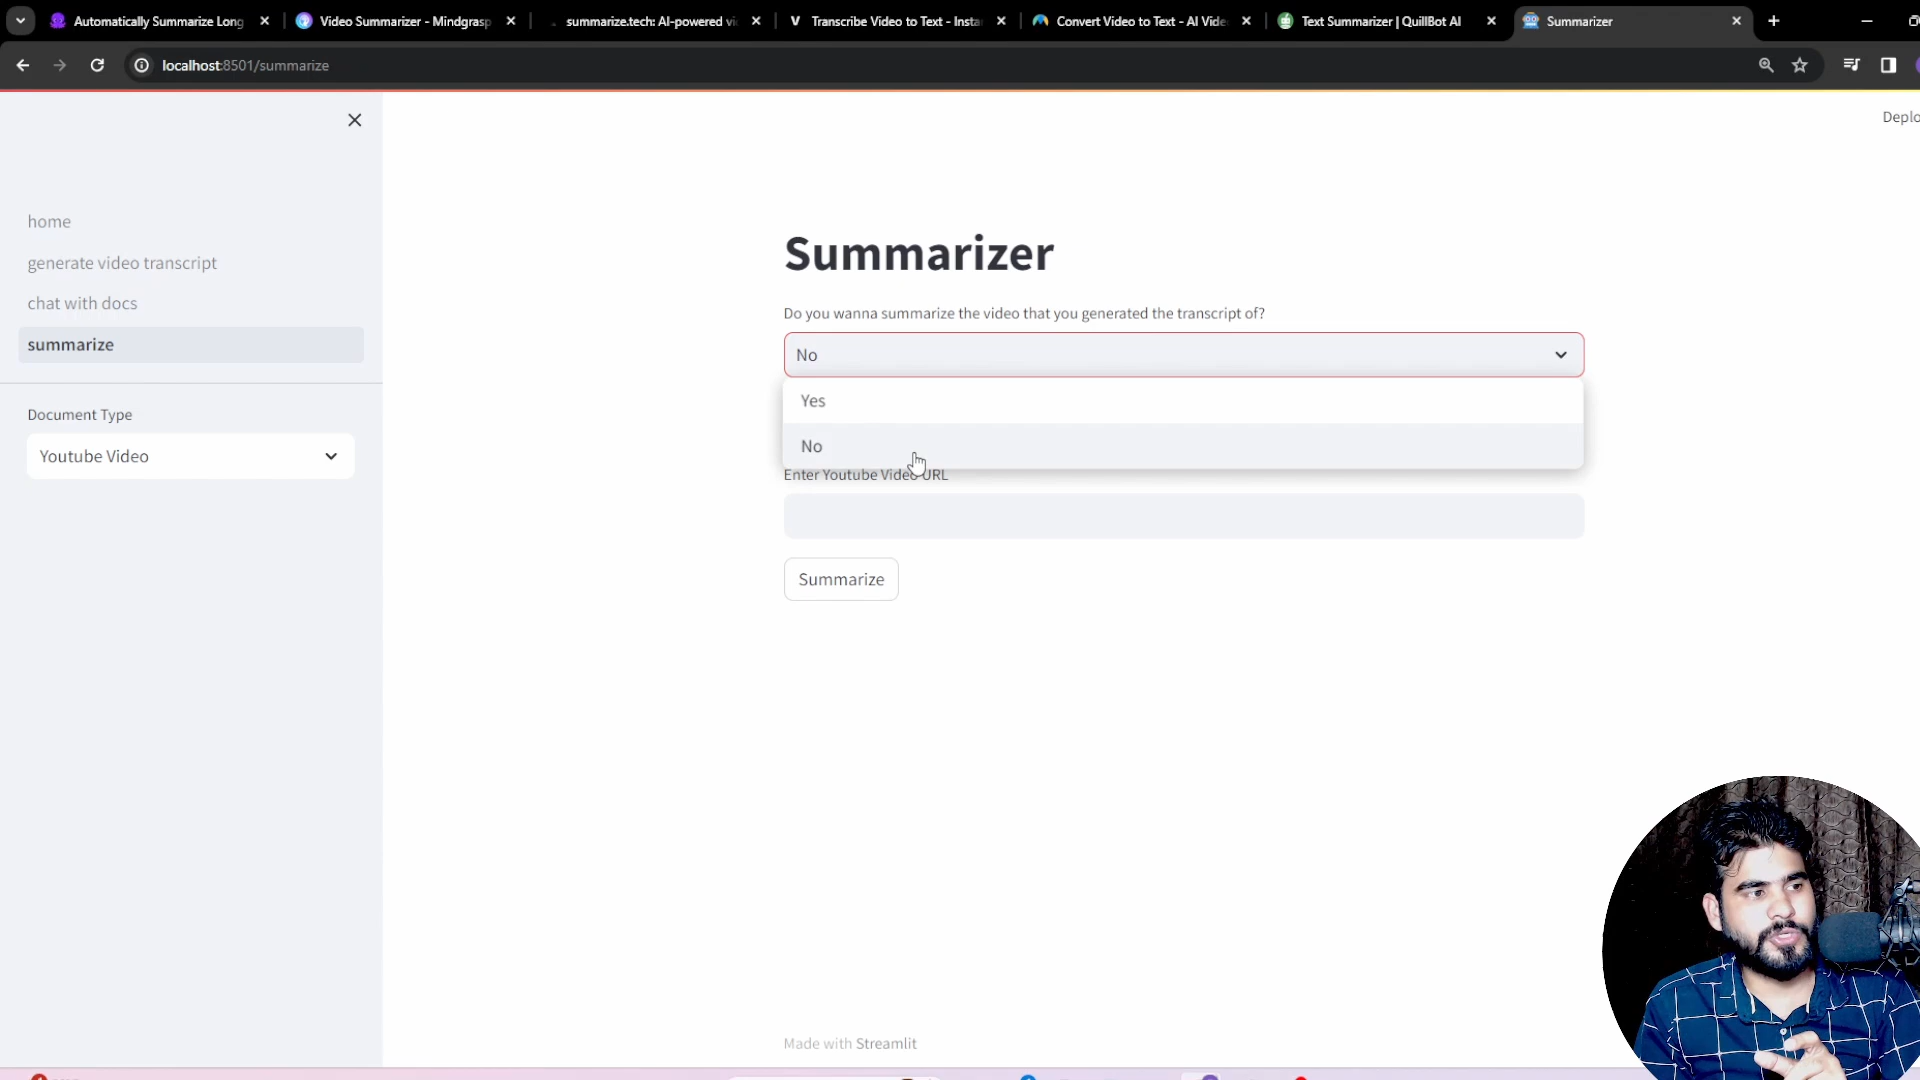 Automatically Summarize Long
Video Summarizer - Mindgrasp
summarize.tech: AI-powered vi
Transcribe Video to Text - Insta
Convert Video to Text - AI Vide
Text Summarizer | QuillBot AI
Summarizer
localhost:8501/summarize
Deplo
home
generate video transcript
chat with docs
summarize
Document Type
Youtube Video
Summarizer
Do you wanna summarize the video that you generated the transcript of?
No
Yes
No
Enter Youtube Video URL
Summarize
Made with Streamlit